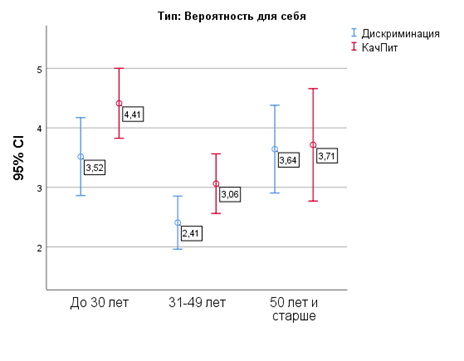 Тип: Вероятность для себя
Дискриминация
КачПит
95% CI
5
4
3
2
4,41
3,52
2,41
3,06
3,64
3,71
До 30 лет
31-49 лет
50 лет и
старше